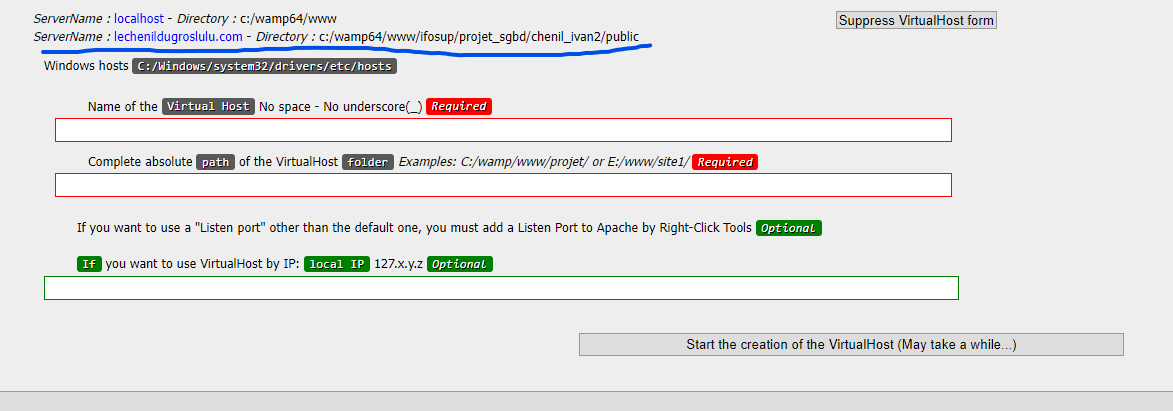 ServerName : localhost - Directory : c:/wamp64/www
Suppress VirtualHost form
ServerName : lechenildugroslulu.com - Directory : c:/wamp64/www/ifosup/projet_sgbd/chenil_ivan2/public
Windows hosts C:/Windows/system32/drivers/etc/hosts
Name of the Virtual Host No space - No underscore(_) Required
Complete absolute path of the VirtualHost folder Examples: C:/wamp/www/projet/ or E:/www/site1/ Required
If you want to use a "Listen port" other than the default one, you must add a Listen Port to Apache by Right-Click Tools Optional
If you want to use VirtualHost by IP: local IP 127.x.y.z Optional
Start the creation of the VirtualHost (May take a while...)